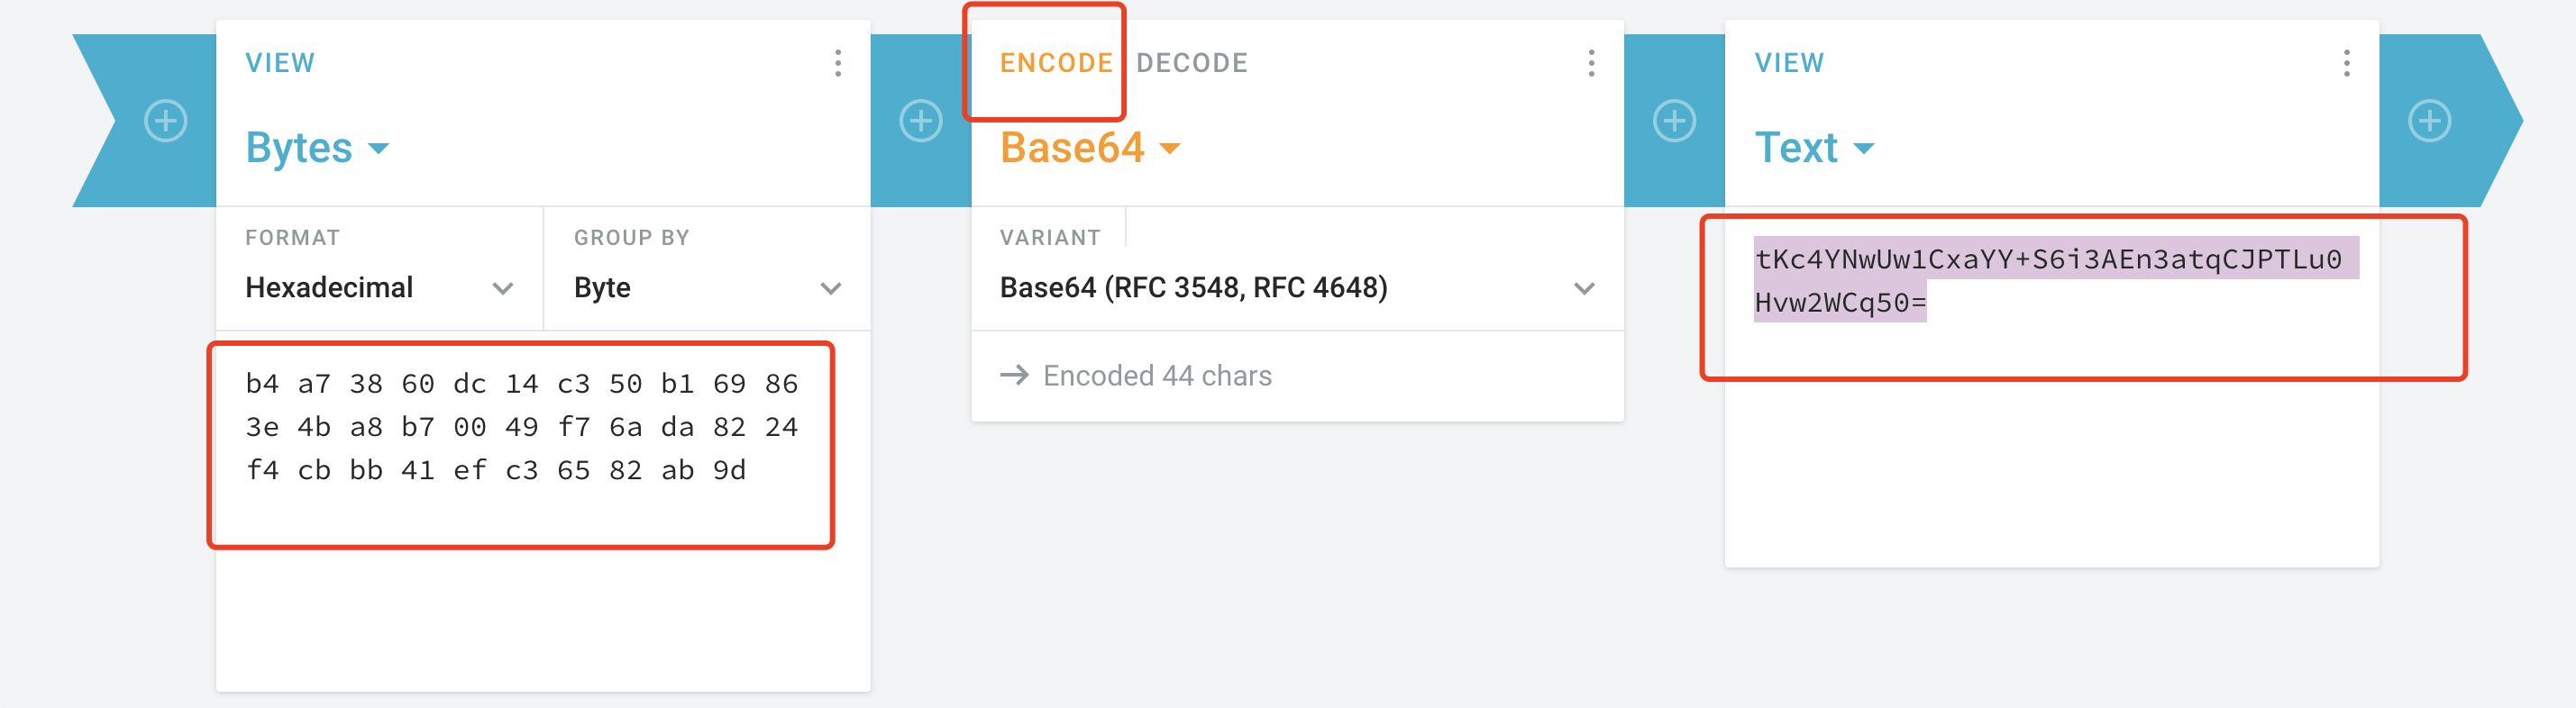 VIEW
Bytes
FORMAT
Hexadecimal
GROUP BY
Byte
b4 a7 38 60 dc 14 c3 50 b1 69 86
3e 4b a8 b7 00 49 f7 6a da 82 24
f4 cb bb 41 ef c3 65 82 ab 9d
ENCODE DECODE
Base64
VARIANT
Base64 (RFC 3548, RFC 4648)
→ Encoded 44 chars
VIEW
Text
tKc4YNwUw1CxaYY+S6i3AEn3atqCJPTLu0
Hvw2WCq50=